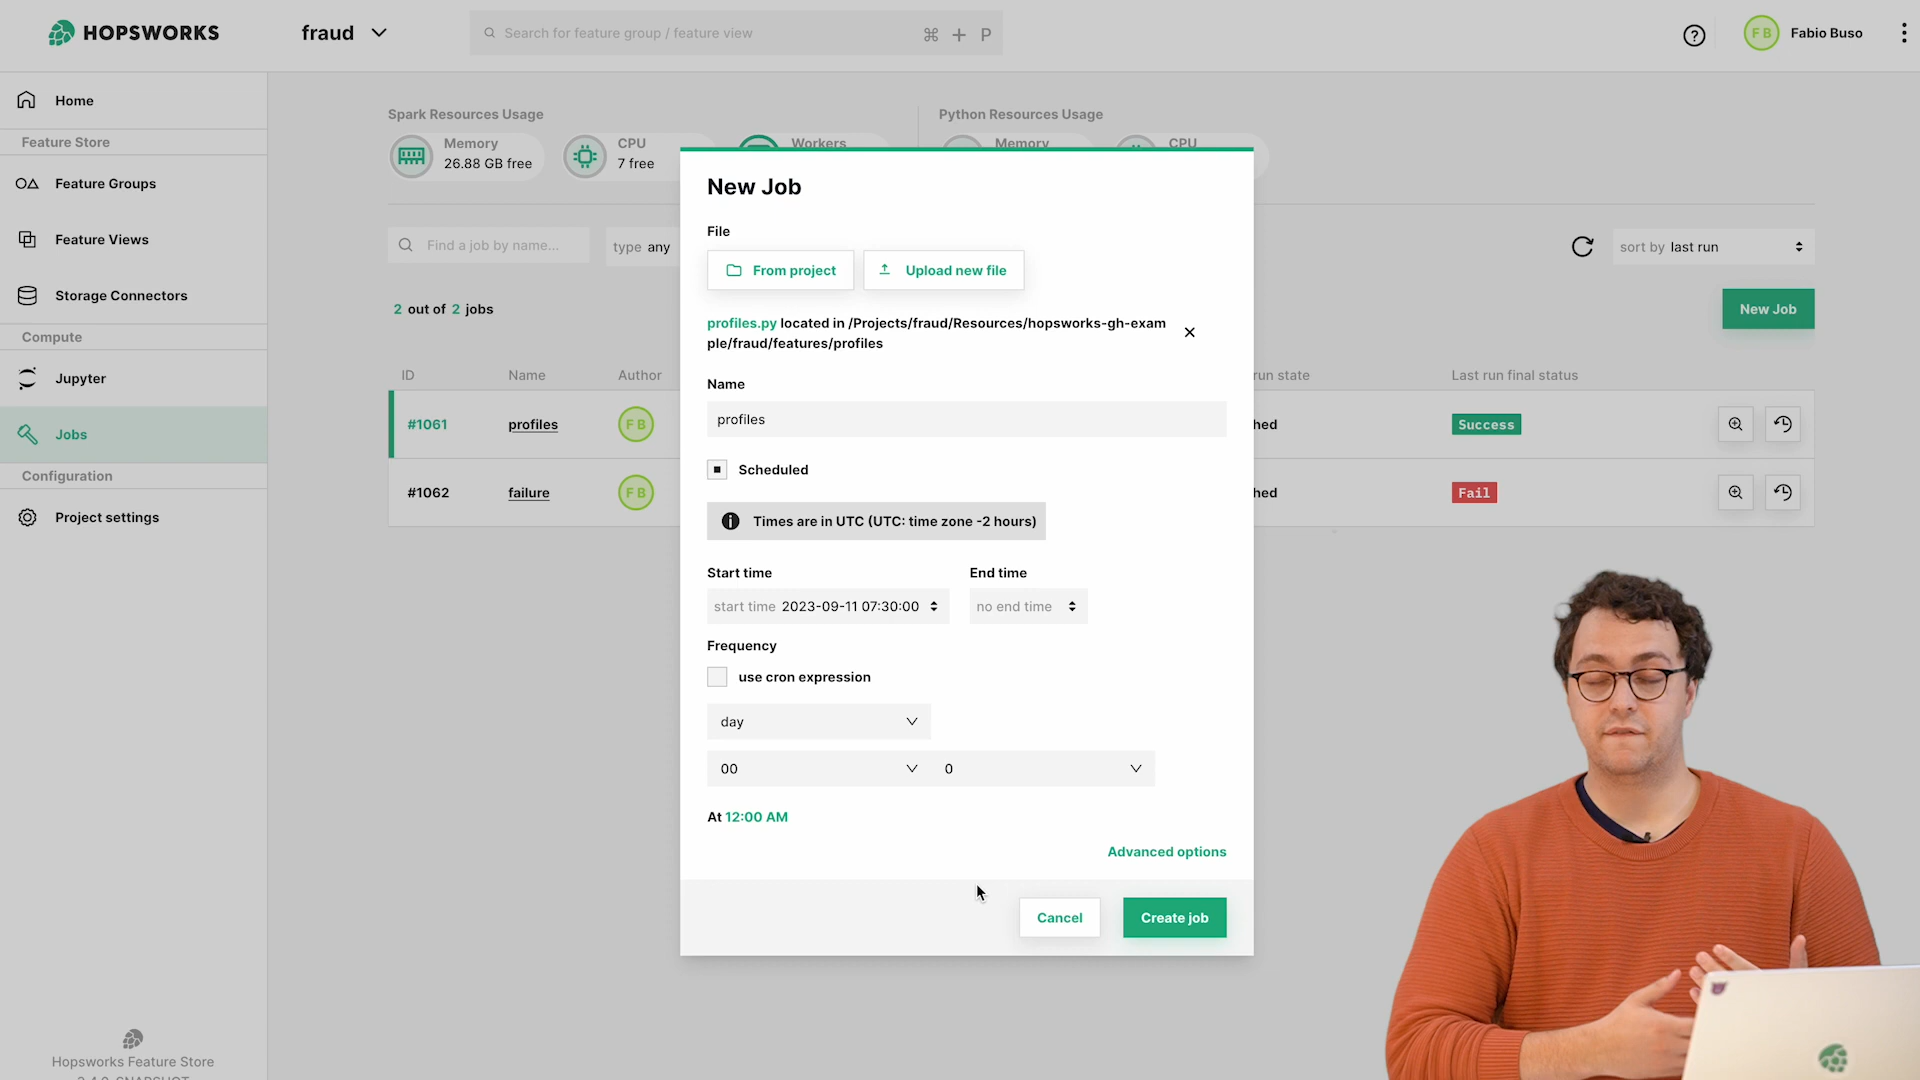 HOPSWORKS
fraud
Search for feature group / feature view
⌘ + P
?
FB
Fabio Buso
Home
Feature Store
Feature Groups
Feature Views
Storage Connectors
Compute
Jupyter
Jobs
Configuration
Project settings
Hopsworks Feature Store
Spark Resources Usage
Memory
26.88 GB free
CPU
7 free
Workers
Python Resources Usage
Memory
CPU
Find a job by name...
type any
sort by last run
2 out of 2 jobs
New Job
ID Name Author run state Last run final status
#1061 profiles FB hed Success
#1062 failure FB hed Fail
New Job
File
From project
Upload new file
profiles.py located in /Projects/fraud/Resources/hopsworks-gh-exam
ple/fraud/features/profiles
Name
profiles
Scheduled
Times are in UTC (UTC: time zone -2 hours)
Start time End time
start time 2023-09-11 07:30:00 no end time
Frequency
use cron expression
day
00 0
At 12:00 AM
Advanced options
Cancel
Create job